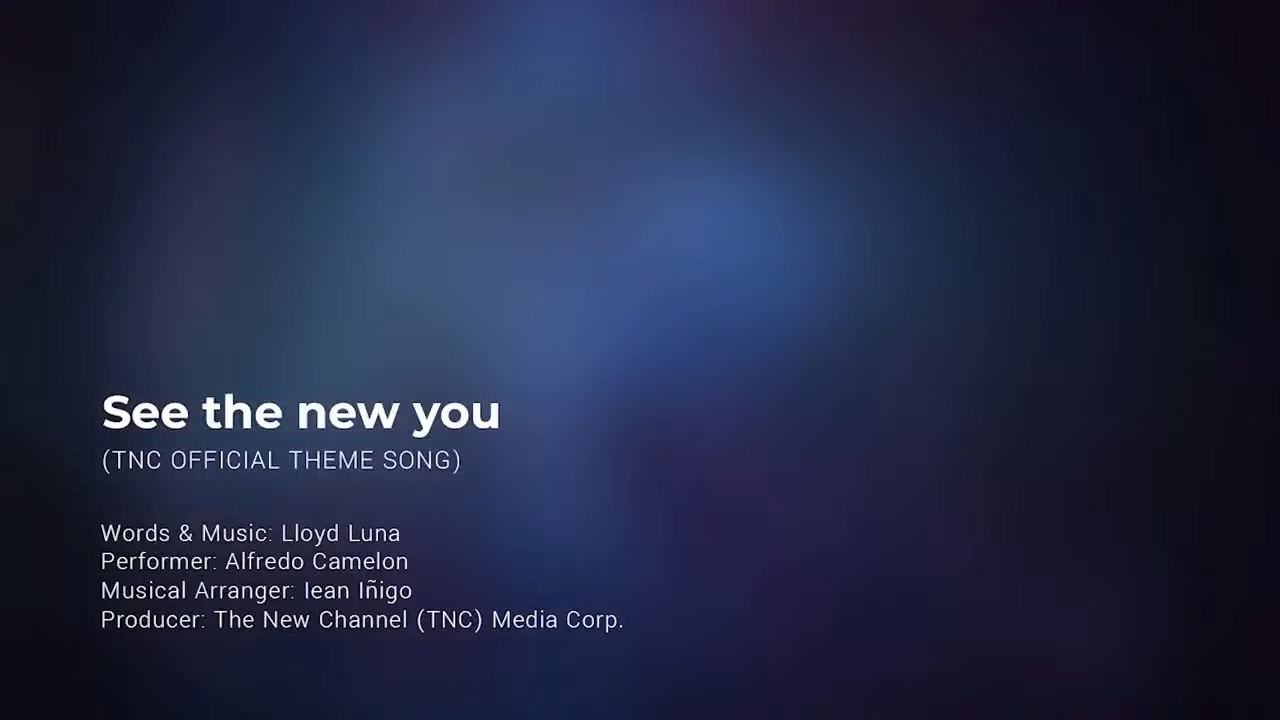 See the new you
(TNC OFFICIAL THEME SONG)
Words & Music: Lloyd Luna
Performer: Alfredo Camelon
Musical Arranger: Iean Iñigo
Producer: The New Channel (TNC) Media Corp.